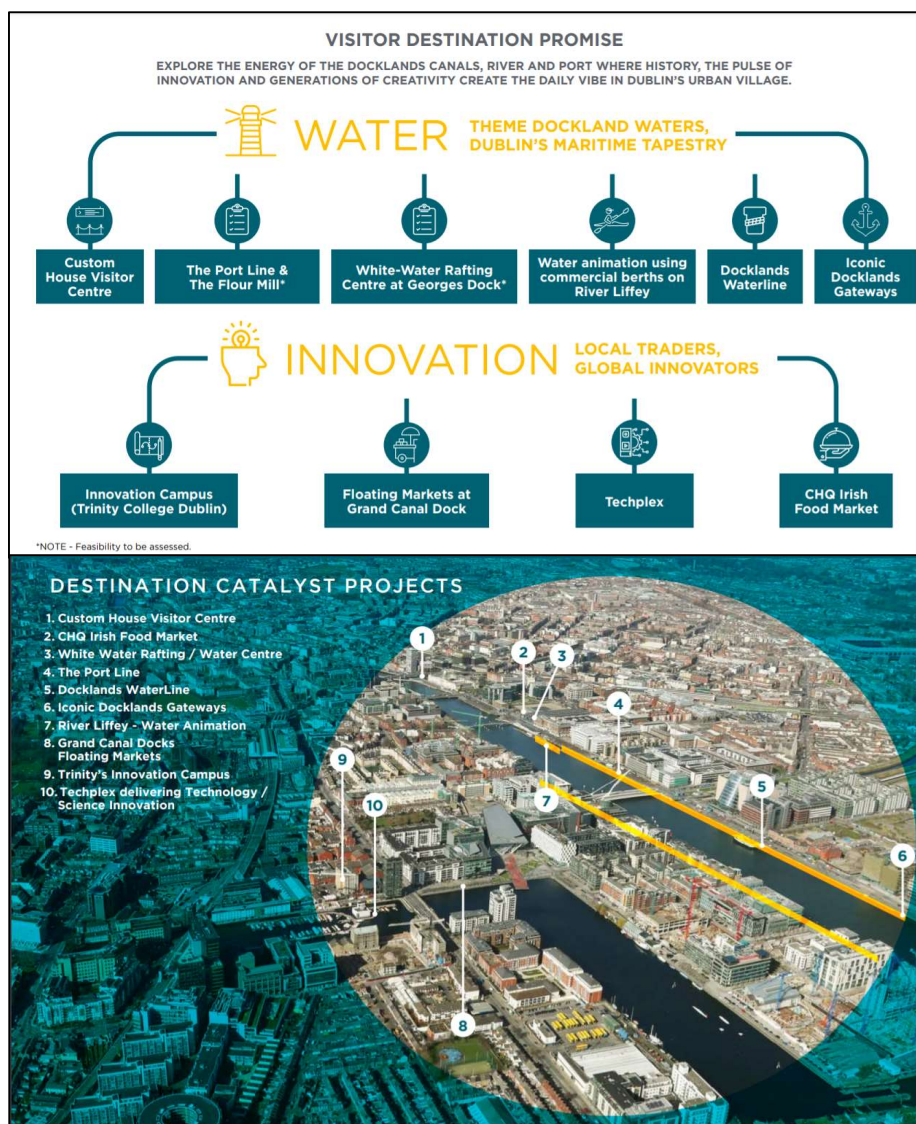 VISITOR DESTINATION PROMISE
EXPLORE THE ENERGY OF THE DOCKLANDS CANALS, RIVER AND PORT WHERE HISTORY, THE PULSE OF
INNOVATION AND GENERATIONS OF CREATIVITY CREATE THE DAILY VIBE IN DUBLIN'S URBAN VILLAGE.
WATER
THEME DOCKLAND WATERS,
DUBLIN'S MARITIME TAPESTRY
Custom
House Visitor
Centre
The Port Line &
The Flour Mill*
White-Water Rafting
Centre at Georges Dock*
Water animation using
commercial berths on
River Liffey
Docklands
Waterline
Iconic
Docklands
Gateways
INNOVATION
LOCAL TRADERS,
GLOBAL INNOVATORS
Innovation Campus
(Trinity College Dublin)
Floating Markets at
Grand Canal Dock
Techplex
CHQ Irish
Food Market
*NOTE - Feasibility to be assessed.
DESTINATION CATALYST PROJECTS
1. Custom House Visitor Centre
2. CHQ Irish Food Market
3. White Water Rafting / Water Centre
4. The Port Line
5. Docklands WaterLine
6. Iconic Docklands Gateways
7. River Liffey - Water Animation
8. Grand Canal Docks
Floating Markets
9. Trinity's Innovation Campus
10. Techplex delivering Technology /
Science Innovation
1
2
3
4
9
10
7
5
6
8